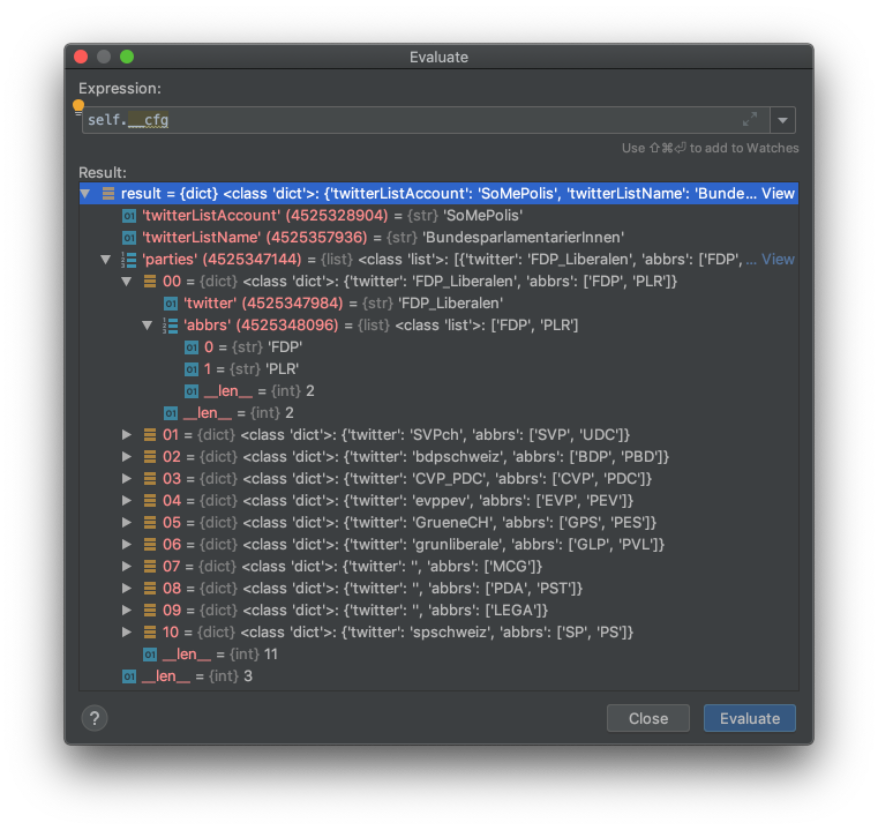 Evaluate
Expression:
self.__cfg
Use ⇧⌘⏎ to add to Watches
Result:
result = {dict} <class 'dict'>: {'twitterListAccount': 'SoMePolis', 'twitterListName': 'Bunde... View
'twitterListAccount' (4525328904) = {str} 'SoMePolis'
'twitterListName' (4525357936) = {str} 'BundesparlamentarierInnen'
'parties' (4525347144) = {list} <class 'list'>: [{'twitter': 'FDP_Liberalen', 'abbrs': ['FDP', ... View
00 = {dict} <class 'dict'>: {'twitter': 'FDP_Liberalen', 'abbrs': ['FDP', 'PLR']}
'twitter' (4525347984) = {str} 'FDP_Liberalen'
'abbrs' (4525348096) = {list} <class 'list'>: ['FDP', 'PLR']
0 = {str} 'FDP'
1 = {str} 'PLR'
__len__ = {int} 2
__len__ = {int} 2
01 = {dict} <class 'dict'>: {'twitter': 'SVPch', 'abbrs': ['SVP', 'UDC']}
02 = {dict} <class 'dict'>: {'twitter': 'bdpschweiz', 'abbrs': ['BDP', 'PBD']}
03 = {dict} <class 'dict'>: {'twitter': 'CVP_PDC', 'abbrs': ['CVP', 'PDC']}
04 = {dict} <class 'dict'>: {'twitter': 'evppev', 'abbrs': ['EVP', 'PEV']}
05 = {dict} <class 'dict'>: {'twitter': 'GrueneCH', 'abbrs': ['GPS', 'PES']}
06 = {dict} <class 'dict'>: {'twitter': 'grunliberale', 'abbrs': ['GLP', 'PVL']}
07 = {dict} <class 'dict'>: {'twitter': '', 'abbrs': ['MCG']}
08 = {dict} <class 'dict'>: {'twitter': '', 'abbrs': ['PDA', 'PST']}
09 = {dict} <class 'dict'>: {'twitter': '', 'abbrs': ['LEGA']}
10 = {dict} <class 'dict'>: {'twitter': 'spschweiz', 'abbrs': ['SP', 'PS']}
__len__ = {int} 11
__len__ = {int} 3
? Close Evaluate